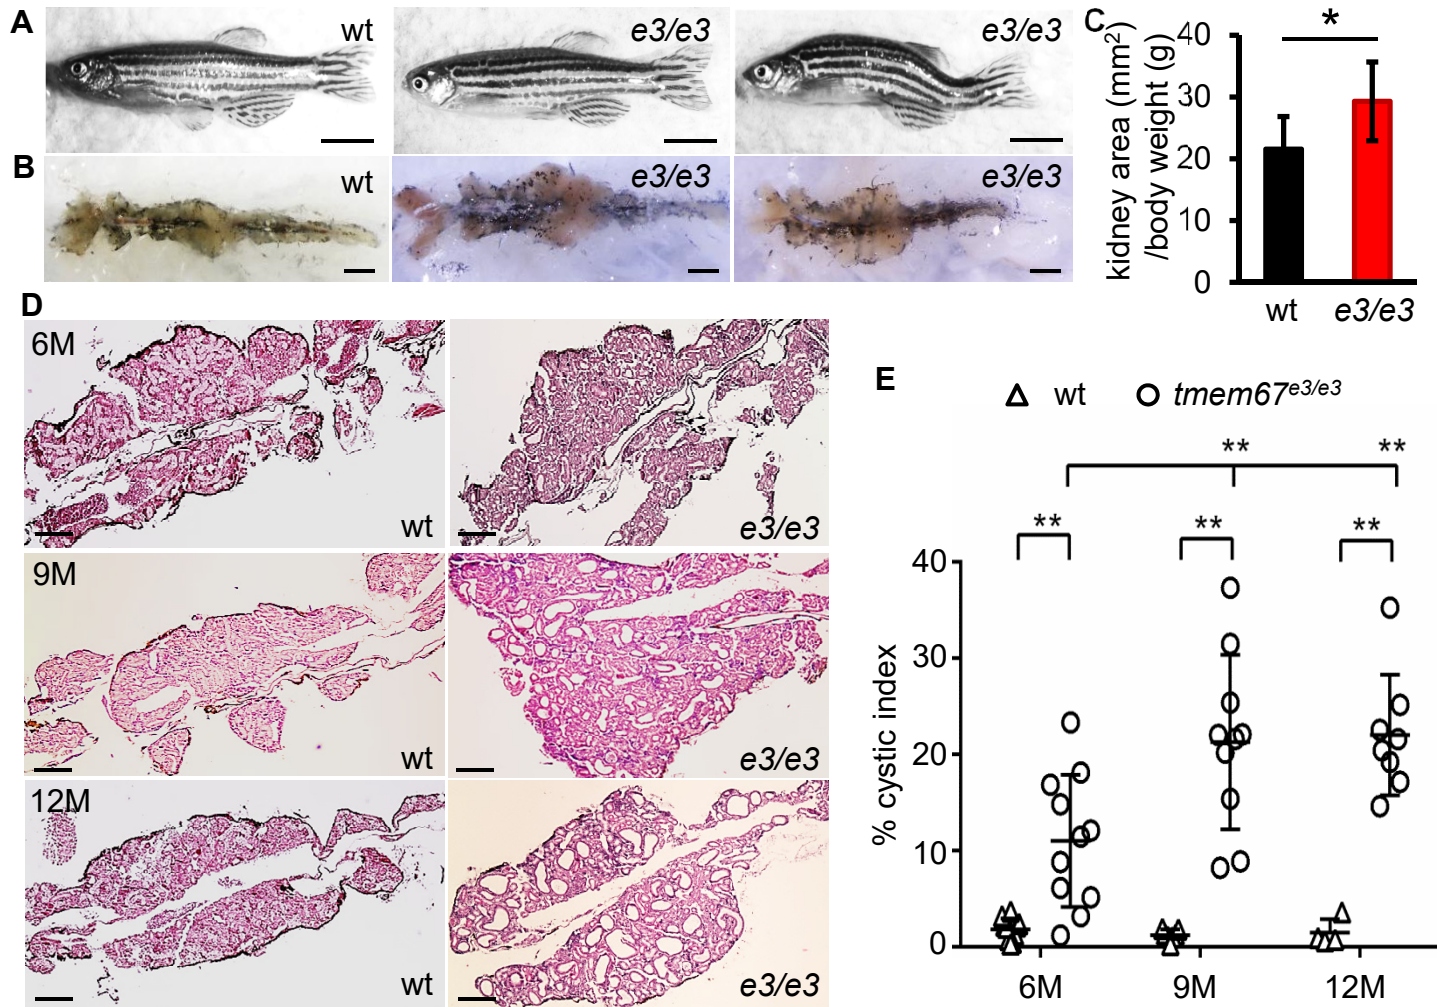 A
wt
e3/e3
e3/e3
B
wt
e3/e3
e3/e3
C
*
kidney area (mm²)
/body weight (g)
40
30
20
10
0
wt
e3/e3
D
6M
wt
e3/e3
9M
wt
e3/e3
12M
wt
e3/e3
E
wt
tmem67e3/e3
**
**
**
**
**
% cystic index
40
30
20
10
0
6M
9M
12M